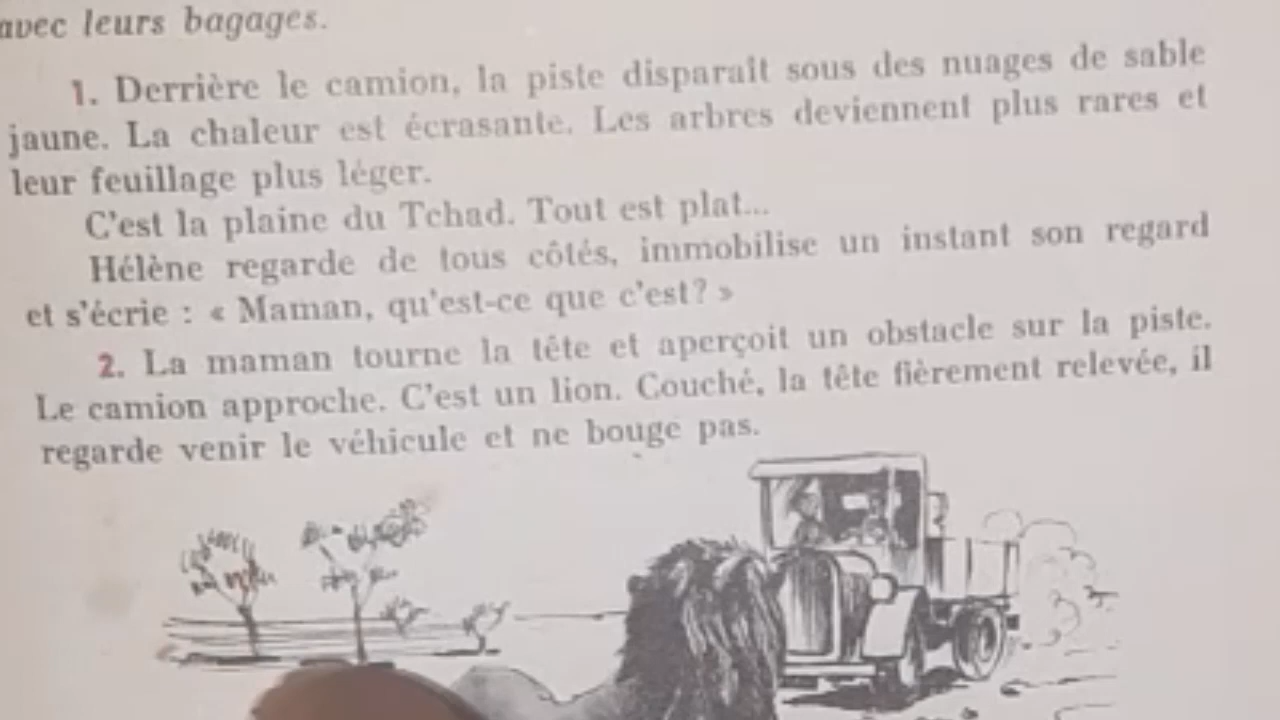 avec leurs bagages.
1. Derrière le camion, la piste disparaît sous des nuages de sable
jaune. La chaleur est écrasante. Les arbres deviennent plus rares et
leur feuillage plus léger.
C'est la plaine du Tchad. Tout est plat...
Hélène regarde de tous côtés, immobilise un instant son regard
et s'écrie : « Maman, qu'est-ce que c'est? »
2. La maman tourne la tête et aperçoit un obstacle sur la piste.
Le camion approche. C'est un lion. Couché, la tête fièrement relevée, il
regarde venir le véhicule et ne bouge pas.